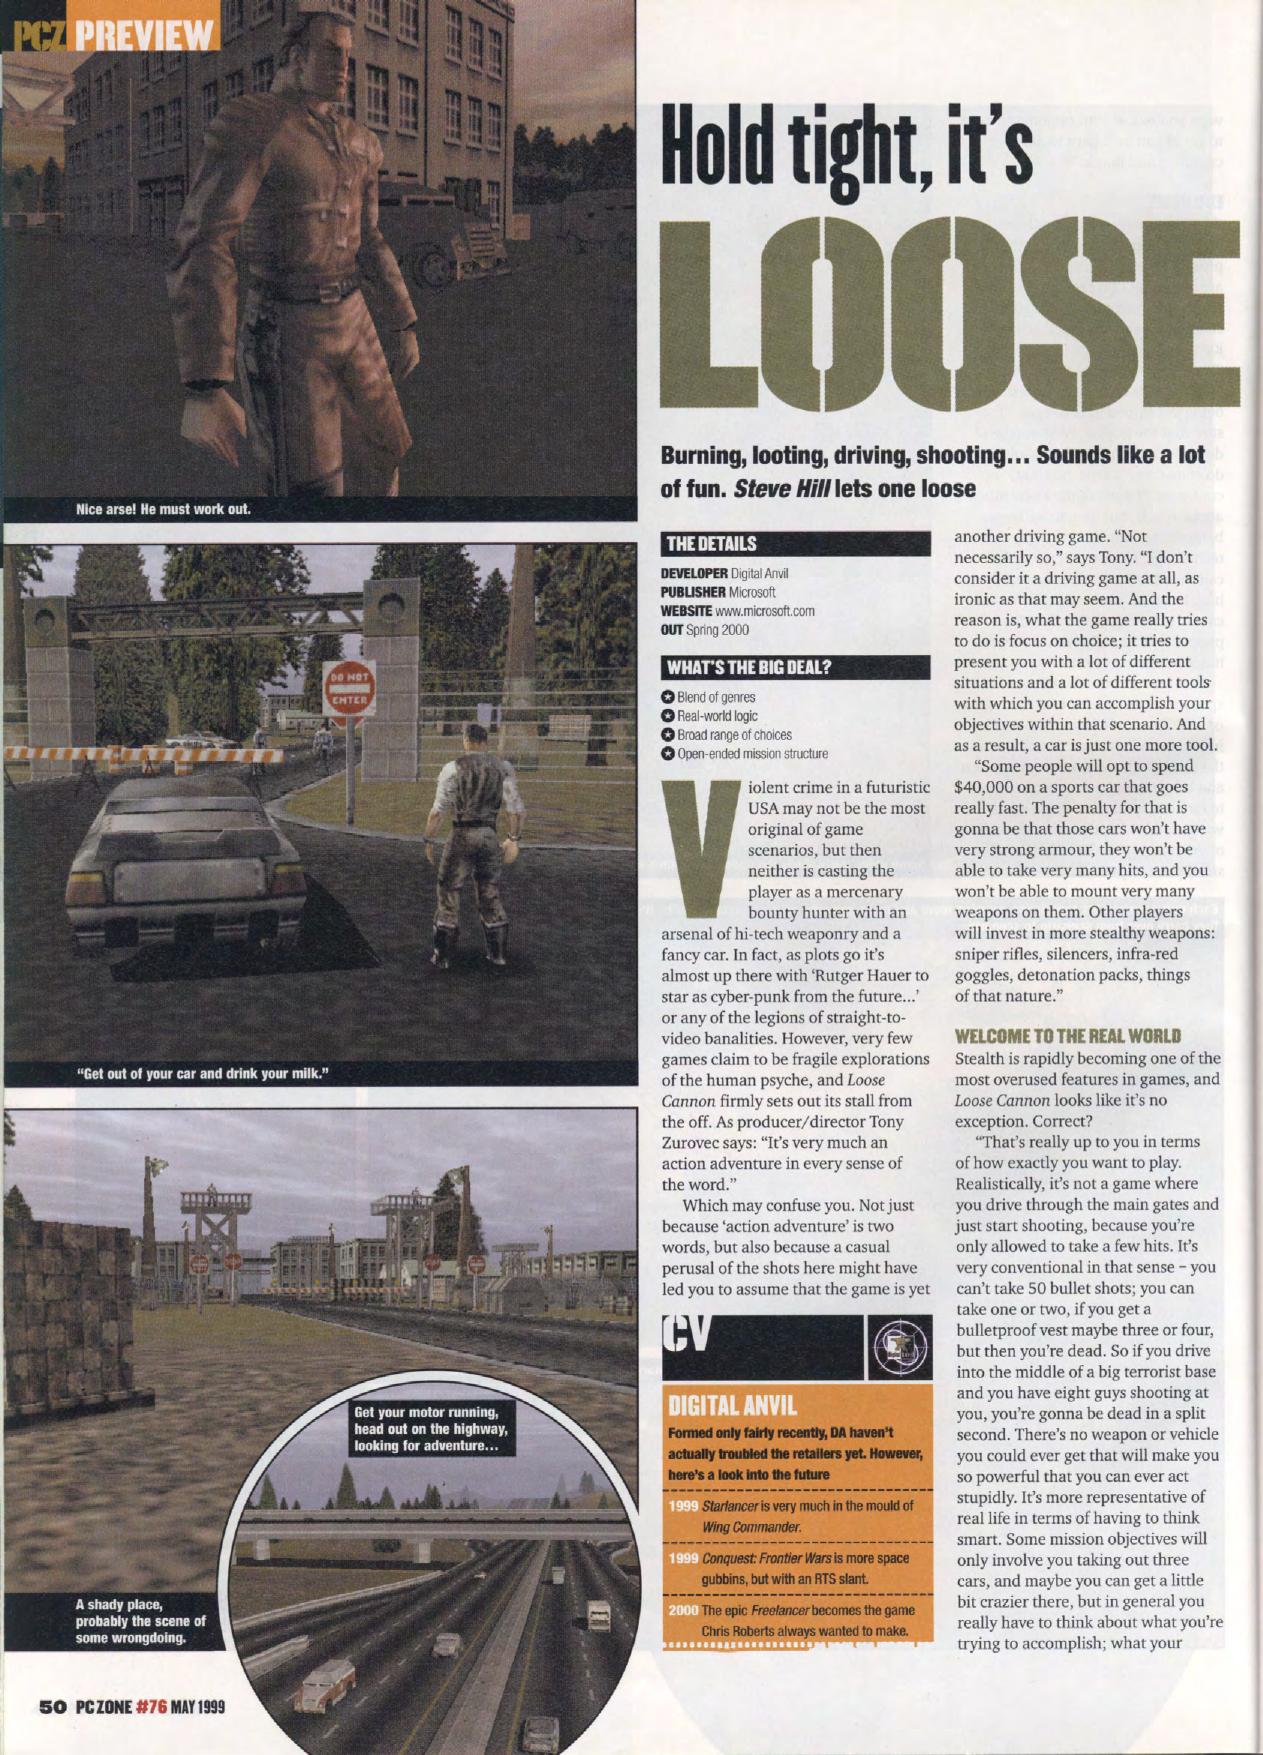 PCZ PREVIEW
Nice arse! He must work out.
DO NOT
ENTER
"Get out of your car and drink your milk."
Get your motor running,
head out on the highway,
looking for adventure...
A shady place,
probably the scene of
some wrongdoing.
Hold tight, it's
LOOSE
Burning, looting, driving, shooting... Sounds like a lot
of fun. Steve Hill lets one loose
THE DETAILS
DEVELOPER Digital Anvil
PUBLISHER Microsoft
WEBSITE www.microsoft.com
OUT Spring 2000
WHAT'S THE BIG DEAL?
Blend of genres
Real-world logic
Broad range of choices
Open-ended mission structure
Violent crime in a futuristic
USA may not be the most
original of game
scenarios, but then
neither is casting the
player as a mercenary
bounty hunter with an
arsenal of hi-tech weaponry and a
fancy car. In fact, as plots go it's
almost up there with 'Rutger Hauer to
star as cyber-punk from the future...'
or any of the legions of straight-to-
video banalities. However, very few
games claim to be fragile explorations
of the human psyche, and Loose
Cannon firmly sets out its stall from
the off. As producer/director Tony
Zurovec says: "It's very much an
action adventure in every sense of
the word."
Which may confuse you. Not just
because 'action adventure' is two
words, but also because a casual
perusal of the shots here might have
led you to assume that the game is yet
another driving game. "Not
necessarily so," says Tony. "I don't
consider it a driving game at all, as
ironic as that may seem. And the
reason is, what the game really tries
to do is focus on choice; it tries to
present you with a lot of different
situations and a lot of different tools
with which you can accomplish your
objectives within that scenario. And
as a result, a car is just one more tool.
"Some people will opt to spend
$40,000 on a sports car that goes
really fast. The penalty for that is
gonna be that those cars won't have
very strong armour, they won't be
able to take very many hits, and you
won't be able to mount very many
weapons on them. Other players
will invest in more stealthy weapons:
sniper rifles, silencers, infra-red
goggles, detonation packs, things
of that nature."
WELCOME TO THE REAL WORLD
Stealth is rapidly becoming one of the
most overused features in games, and
Loose Cannon looks like it's no
exception. Correct?
"That's really up to you in terms
of how exactly you want to play.
Realistically, it's not a game where
you drive through the main gates and
just start shooting, because you're
only allowed to take a few hits. It's
very conventional in that sense – you
can't take 50 bullet shots; you can
take one or two, if you get a
bulletproof vest maybe three or four,
but then you're dead. So if you drive
into the middle of a big terrorist base
and you have eight guys shooting at
you, you're gonna be dead in a split
second. There's no weapon or vehicle
you could ever get that will make you
so powerful that you can ever act
stupidly. It's more representative of
real life in terms of having to think
smart. Some mission objectives will
only involve you taking out three
cars, and maybe you can get a little
bit crazier there, but in general you
really have to think about what you're
trying to accomplish; what your
CV
DIGITAL ANVIL
Formed only fairly recently, DA haven't
actually troubled the retailers yet. However,
here's a look into the future
1999 Starlancer is very much in the mould of
Wing Commander.
1999 Conquest: Frontier Wars is more space
gubbins, but with an RTS slant.
2000 The epic Freelancer becomes the game
Chris Roberts always wanted to make.
50 PC ZONE #76 MAY 1999